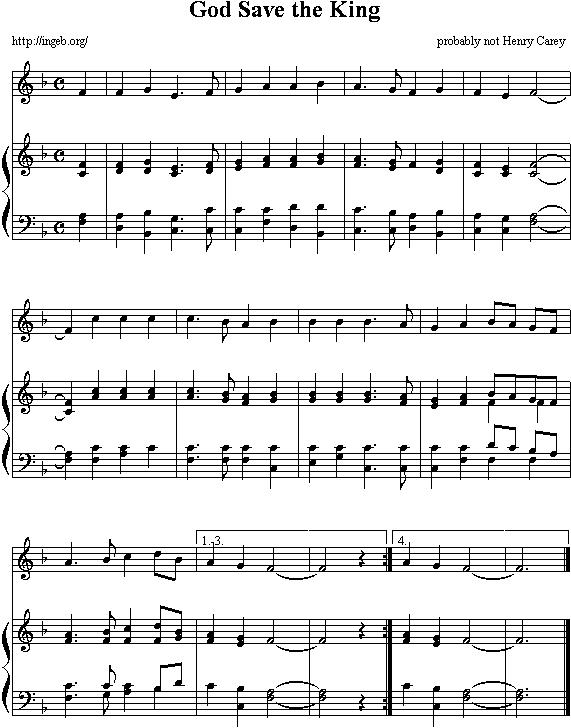 God Save the King
http://ingeb.org/
probably not Henry Carey
1.-3.
4.